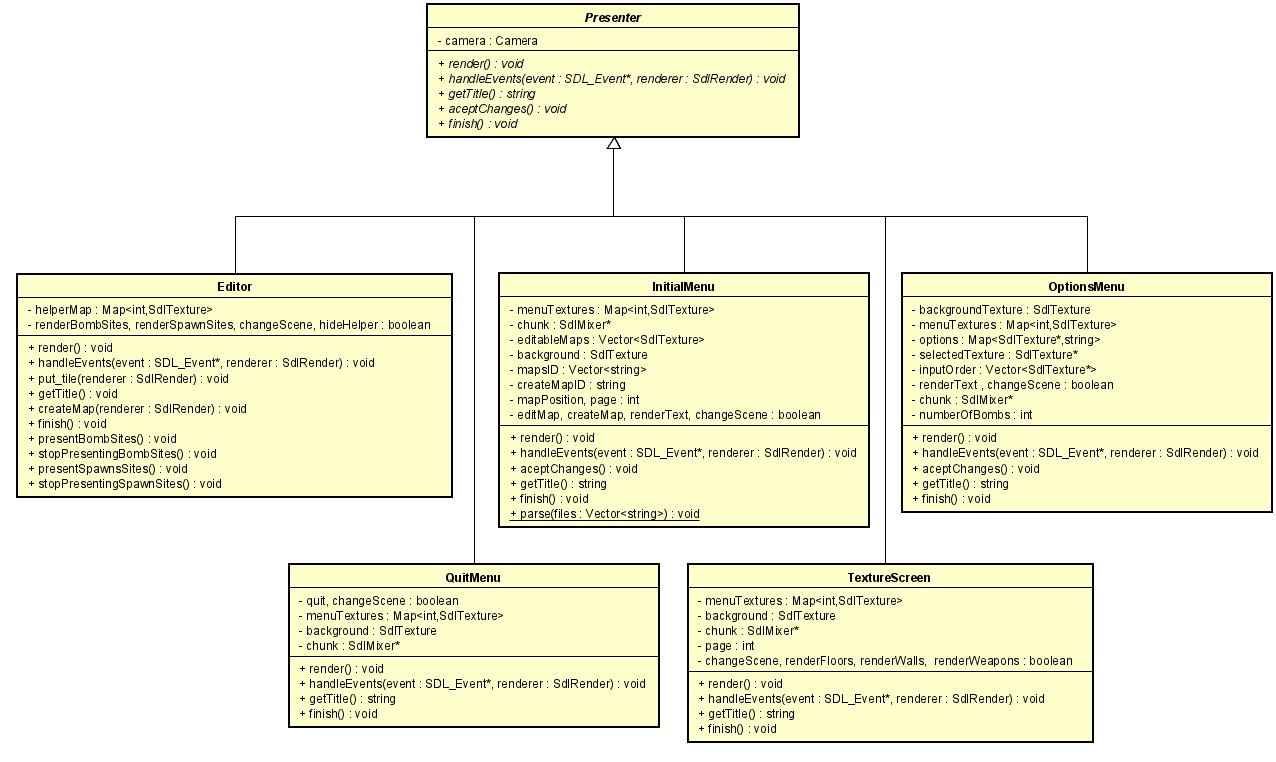 Presenter
- camera : Camera
+ render() : void
+ handleEvents(event : SDL_Event*, renderer : SdlRender) : void
+ getTitle() : string
+ aceptChanges() : void
+ finish() : void
Editor
- helperMap : Map<int,SdlTexture>
- renderBombSites, renderSpawnSites, changeScene, hideHelper : boolean
+ render() : void
+ handleEvents(event : SDL_Event*, renderer : SdlRender) : void
+ put_tile(renderer : SdlRender) : void
+ getTitle() : void
+ createMap(renderer : SdlRender) : void
+ finish() : void
+ presentBombSites() : void
+ stopPresentingBombSites() : void
+ presentSpawnsSites() : void
+ stopPresentingSpawnSites() : void
InitialMenu
- menuTextures : Map<int,SdlTexture>
- chunk : SdlMixer*
- editableMaps : Vector<SdlTexture>
- background : SdlTexture
- mapsID : Vector<string>
- createMapID : string
- mapPosition, page : int
- editMap, createMap, renderText, changeScene : boolean
+ render() : void
+ handleEvents(event : SDL_Event*, renderer : SdlRender) : void
+ aceptChanges() : void
+ getTitle() : string
+ finish() : void
+ parse(files : Vector<string>) : void
OptionsMenu
- backgroundTexture : SdlTexture
- menuTextures : Map<int,SdlTexture>
- options : Map<SdlTexture*,string>
- selectedTexture : SdlTexture*
- inputOrder : Vector<SdlTexture*>
- renderText , changeScene : boolean
- chunk : SdlMixer*
- numberOfBombs : int
+ render() : void
+ handleEvents(event : SDL_Event*, renderer : SdlRender) : void
+ aceptChanges() : void
+ getTitle() : string
+ finish() : void
QuitMenu
- quit, changeScene : boolean
- menuTextures : Map<int,SdlTexture>
- background : SdlTexture
- chunk : SdlMixer*
+ render() : void
+ handleEvents(event : SDL_Event*, renderer : SdlRender) : void
+ getTitle() : string
+ finish() : void
TextureScreen
- menuTextures : Map<int,SdlTexture>
- background : SdlTexture
- chunk : SdlMixer*
- page : int
- changeScene, renderFloors, renderWalls, renderWeapons : boolean
+ render() : void
+ handleEvents(event : SDL_Event*, renderer : SdlRender) : void
+ getTitle() : string
+ finish() : void